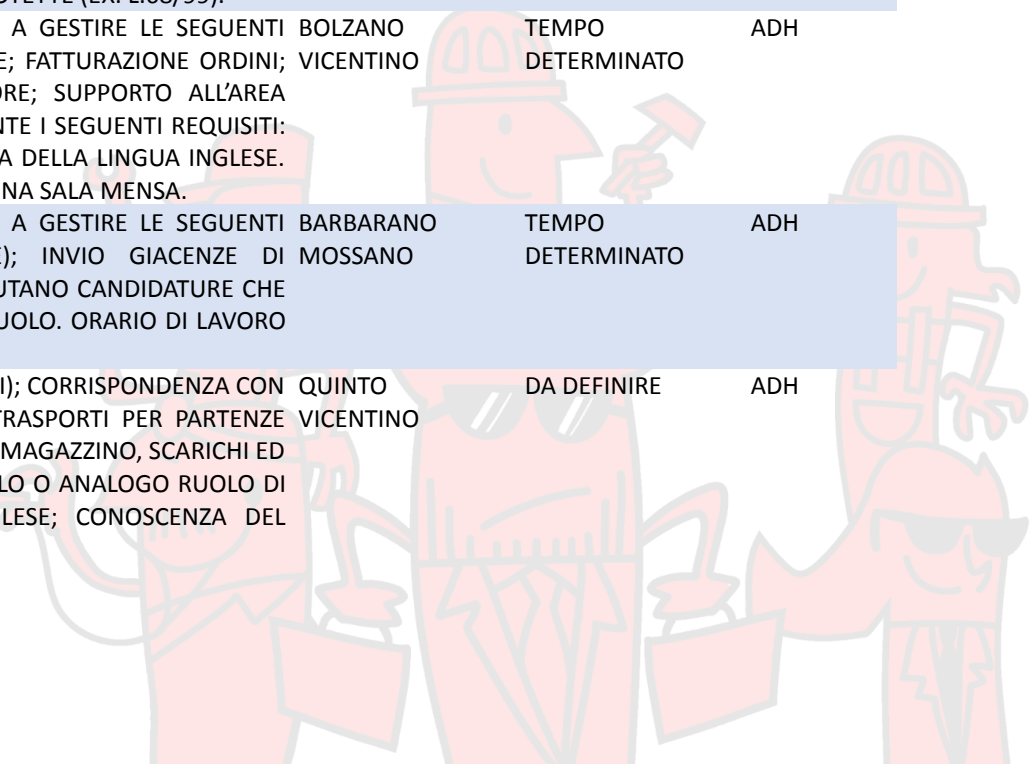 OTETTE (EX. L.68/99).
A GESTIRE LE SEGUENTI BOLZANO TEMPO ADH
E; FATTURAZIONE ORDINI; VICENTINO DETERMINATO
ORE; SUPPORTO ALL’AREA
NTE I SEGUENTI REQUISITI:
A DELLA LINGUA INGLESE.
NA SALA MENSA.
A GESTIRE LE SEGUENTI BARBARANO TEMPO ADH
E); INVIO GIACENZE DI MOSSANO DETERMINATO
UTANO CANDIDATURE CHE
UOLO. ORARIO DI LAVORO
I); CORRISPONDENZA CON QUINTO DA DEFINIRE ADH
TRASPORTI PER PARTENZE VICENTINO
MAGAZZINO, SCARICHI ED
LO O ANALOGO RUOLO DI
GLESE; CONOSCENZA DEL